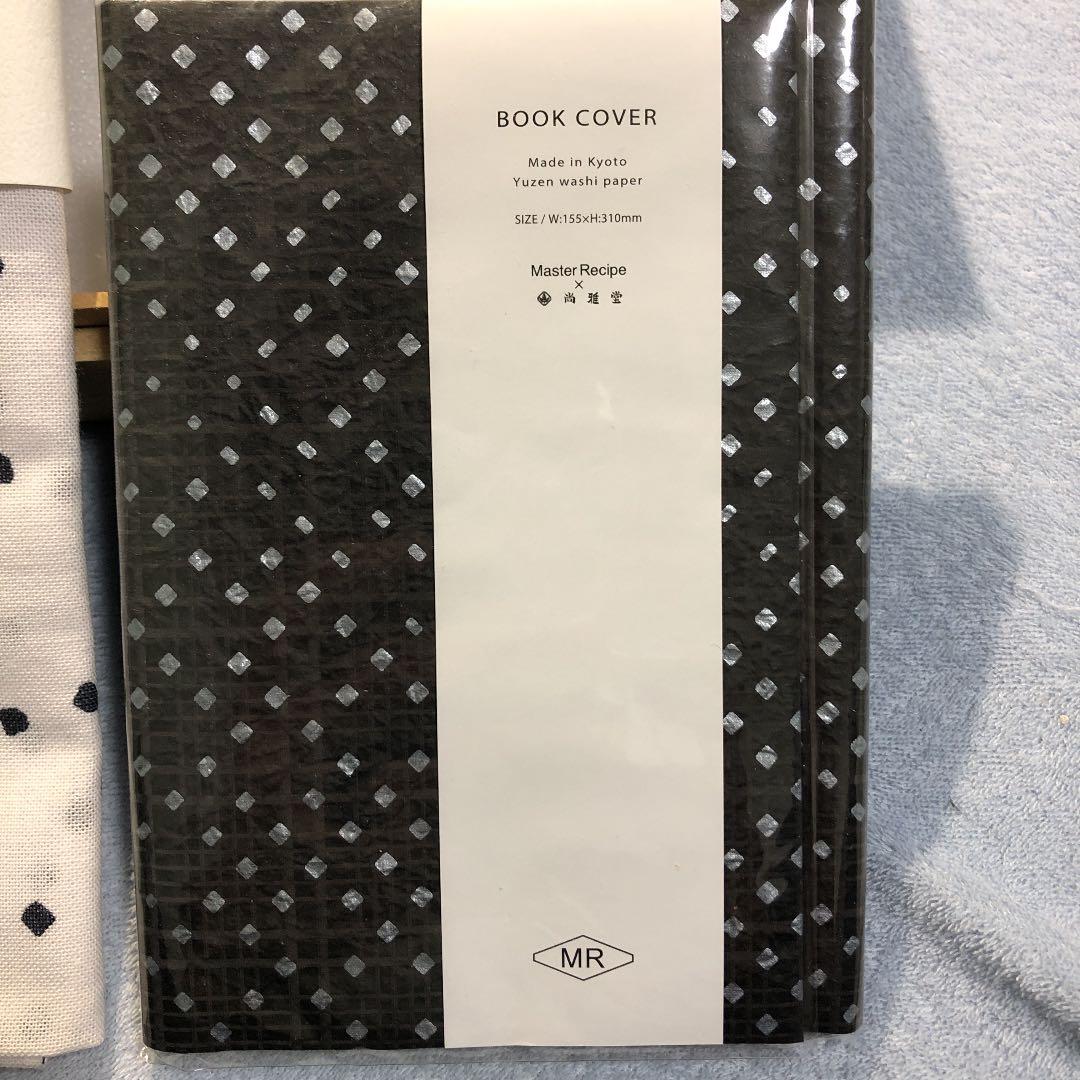 BOOK COVER
Made in Kyoto
Yuzen washi paper
SIZE / W:155×H:310mm
Master Recipe
×
尚雅堂
MR